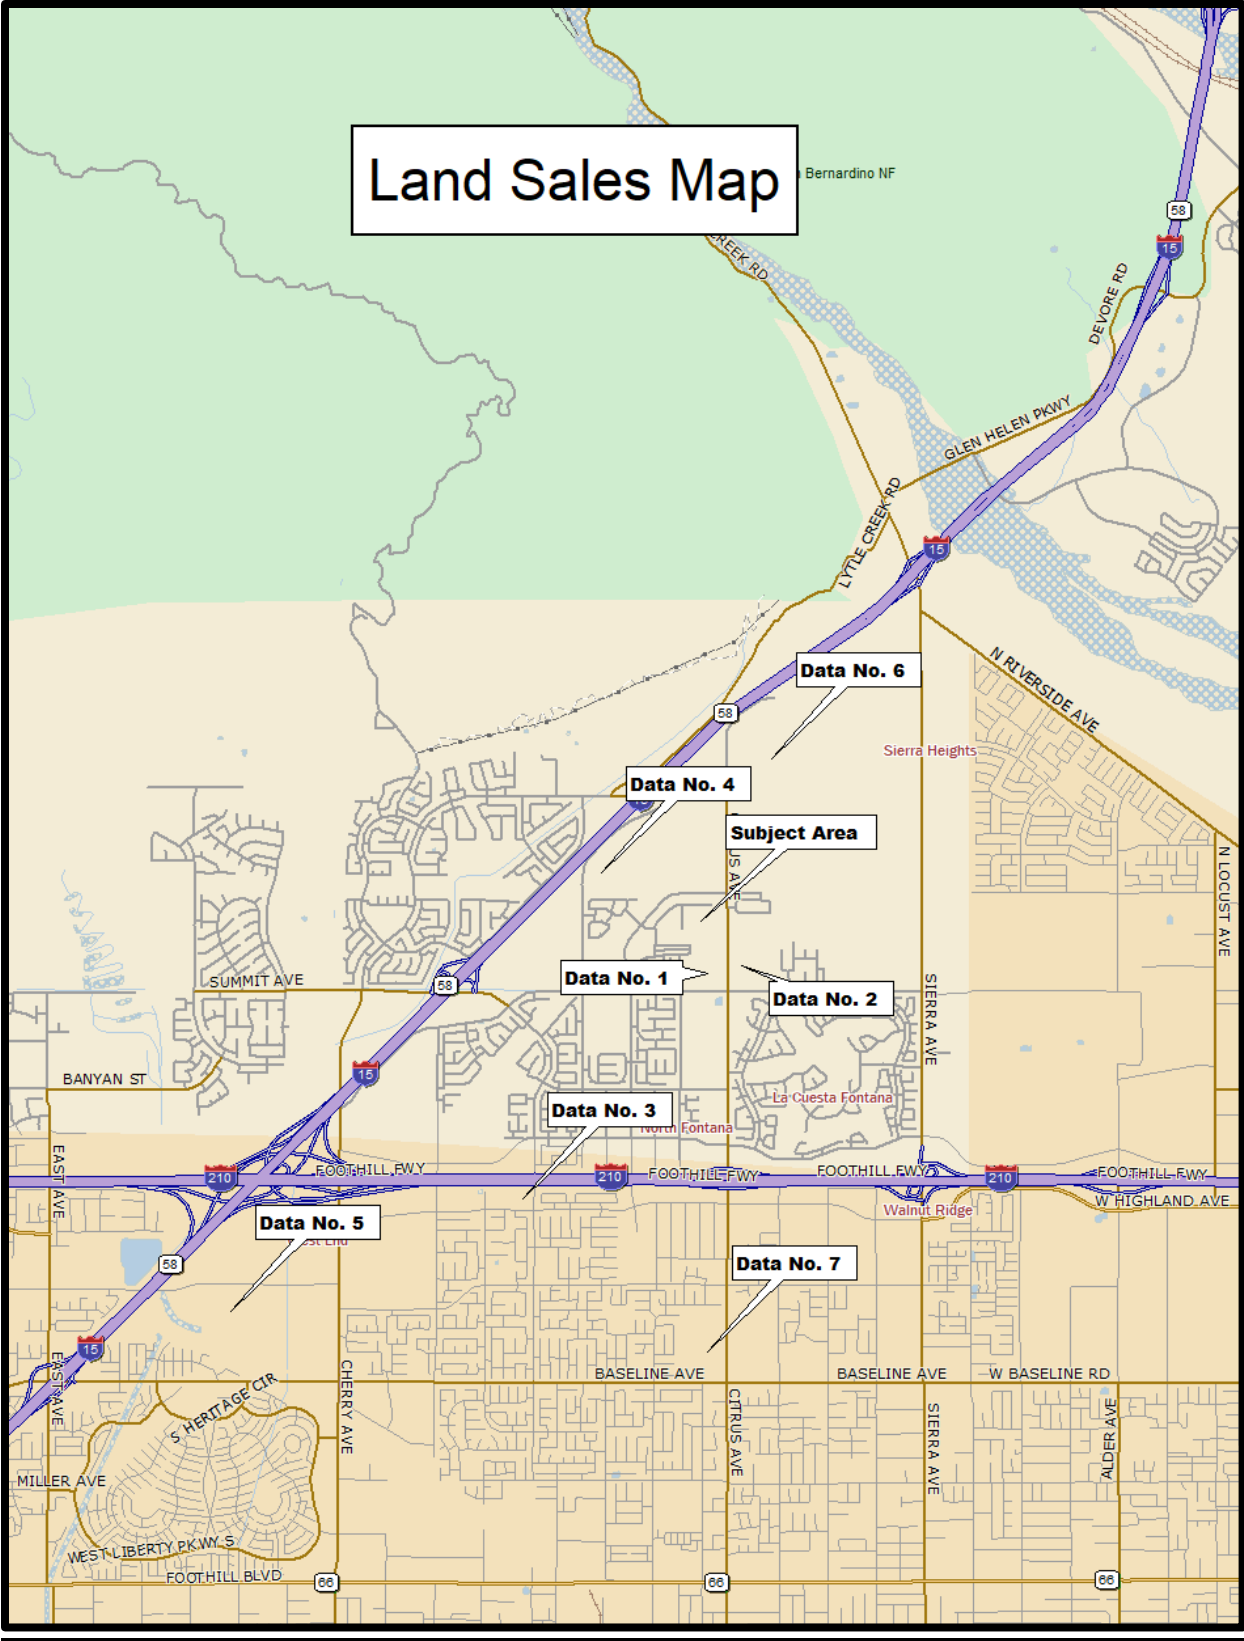 Land Sales Map
Bernardino NF
CREEK RD
58
15
DEVORE RD
GLEN HELEN PKWY
LYTLE CREEK RD
15
N RIVERSIDE AVE
Data No. 6
58
Sierra Heights
Data No. 4
Subject Area
N LOCUST AVE
Data No. 1
Data No. 2
SUMMIT AVE
58
SIERRA AVE
15
BANYAN ST
La Cuesta Fontana
Data No. 3
North Fontana
EAST AVE
210
FOOTHILL FWY
210
FOOTHILL FWY
FOOTHILL FWY
210
FOOTHILL FWY
W HIGHLAND AVE
Walnut Ridge
Data No. 5
58
Data No. 7
15
EAST AVE
BASELINE AVE
BASELINE AVE
W BASELINE RD
S HERITAGE CIR
CHERRY AVE
CITRUS AVE
SIERRA AVE
ALDER AVE
MILLER AVE
WEST LIBERTY PKWY S
FOOTHILL BLVD
66
66
66